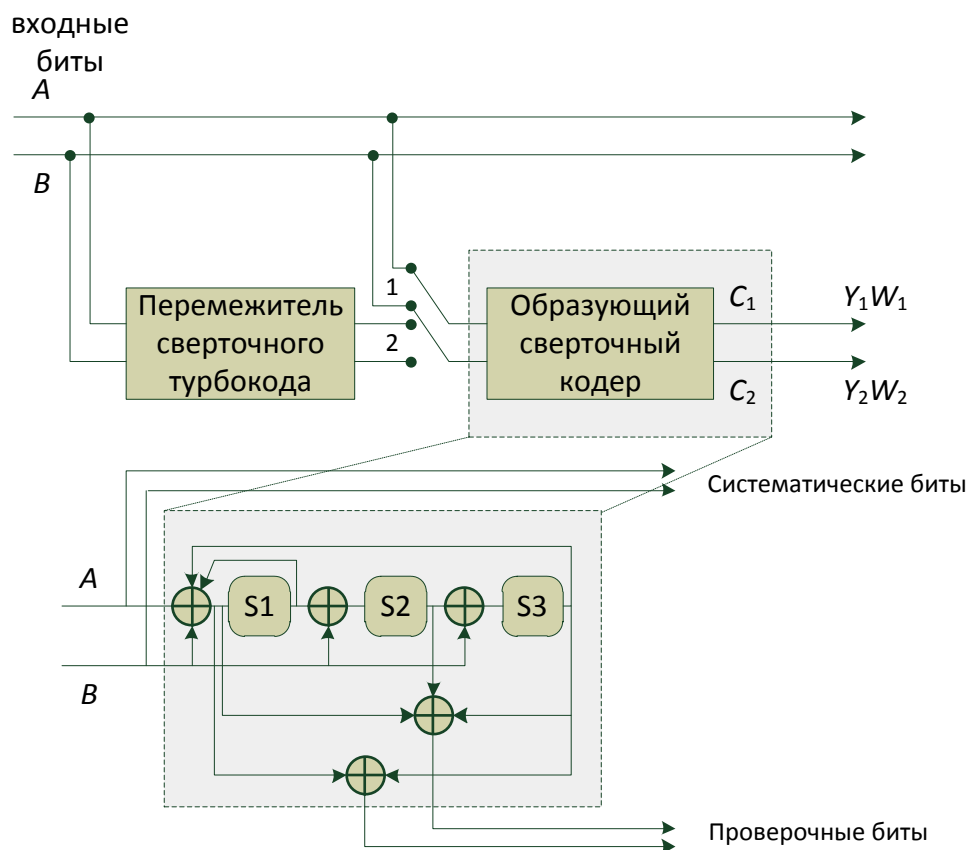 входные
биты
A
B
1
2
Перемежитель
сверточного
турбокода
Образующий
сверточный
кодер
C1
C2
Y1W1
Y2W2
Систематические биты
A
S1
S2
S3
B
Проверочные биты